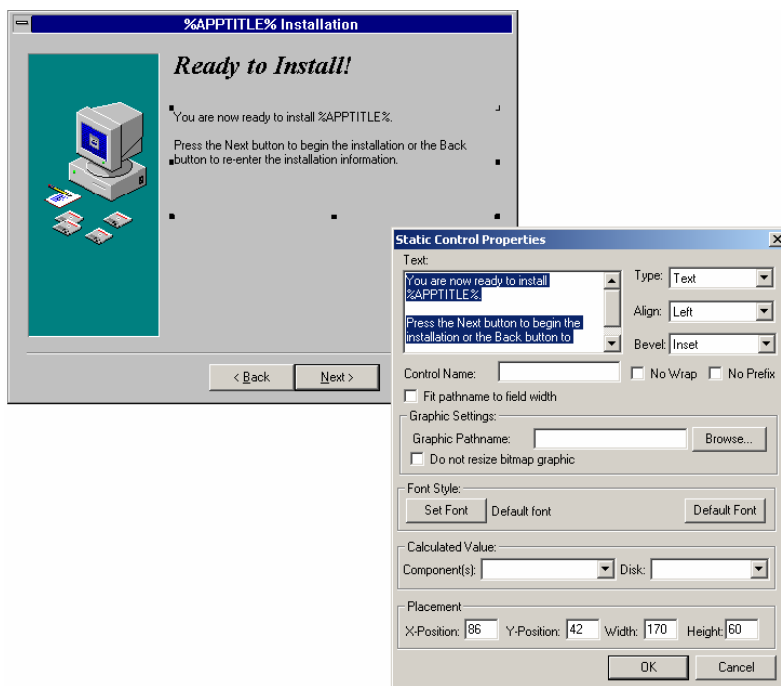 %APPTITLE% Installation
Ready to Install!
You are now ready to install %APPTITLE%.
Press the Next button to begin the installation or the Back
button to re-enter the installation information.
< Back
Next >
Static Control Properties
Text:
You are now ready to install
%APPTITLE%.
Press the Next button to begin the
installation or the Back button to
Type: Text
Align: Left
Bevel: Inset
Control Name:
No Wrap
No Prefix
Fit pathname to field width
Graphic Settings:
Graphic Pathname:
Browse...
Do not resize bitmap graphic
Font Style:
Set Font
Default font
Default Font
Calculated Value:
Component(s):
Disk:
Placement
X-Position: 86 Y-Position: 42 Width: 170 Height: 60
OK
Cancel